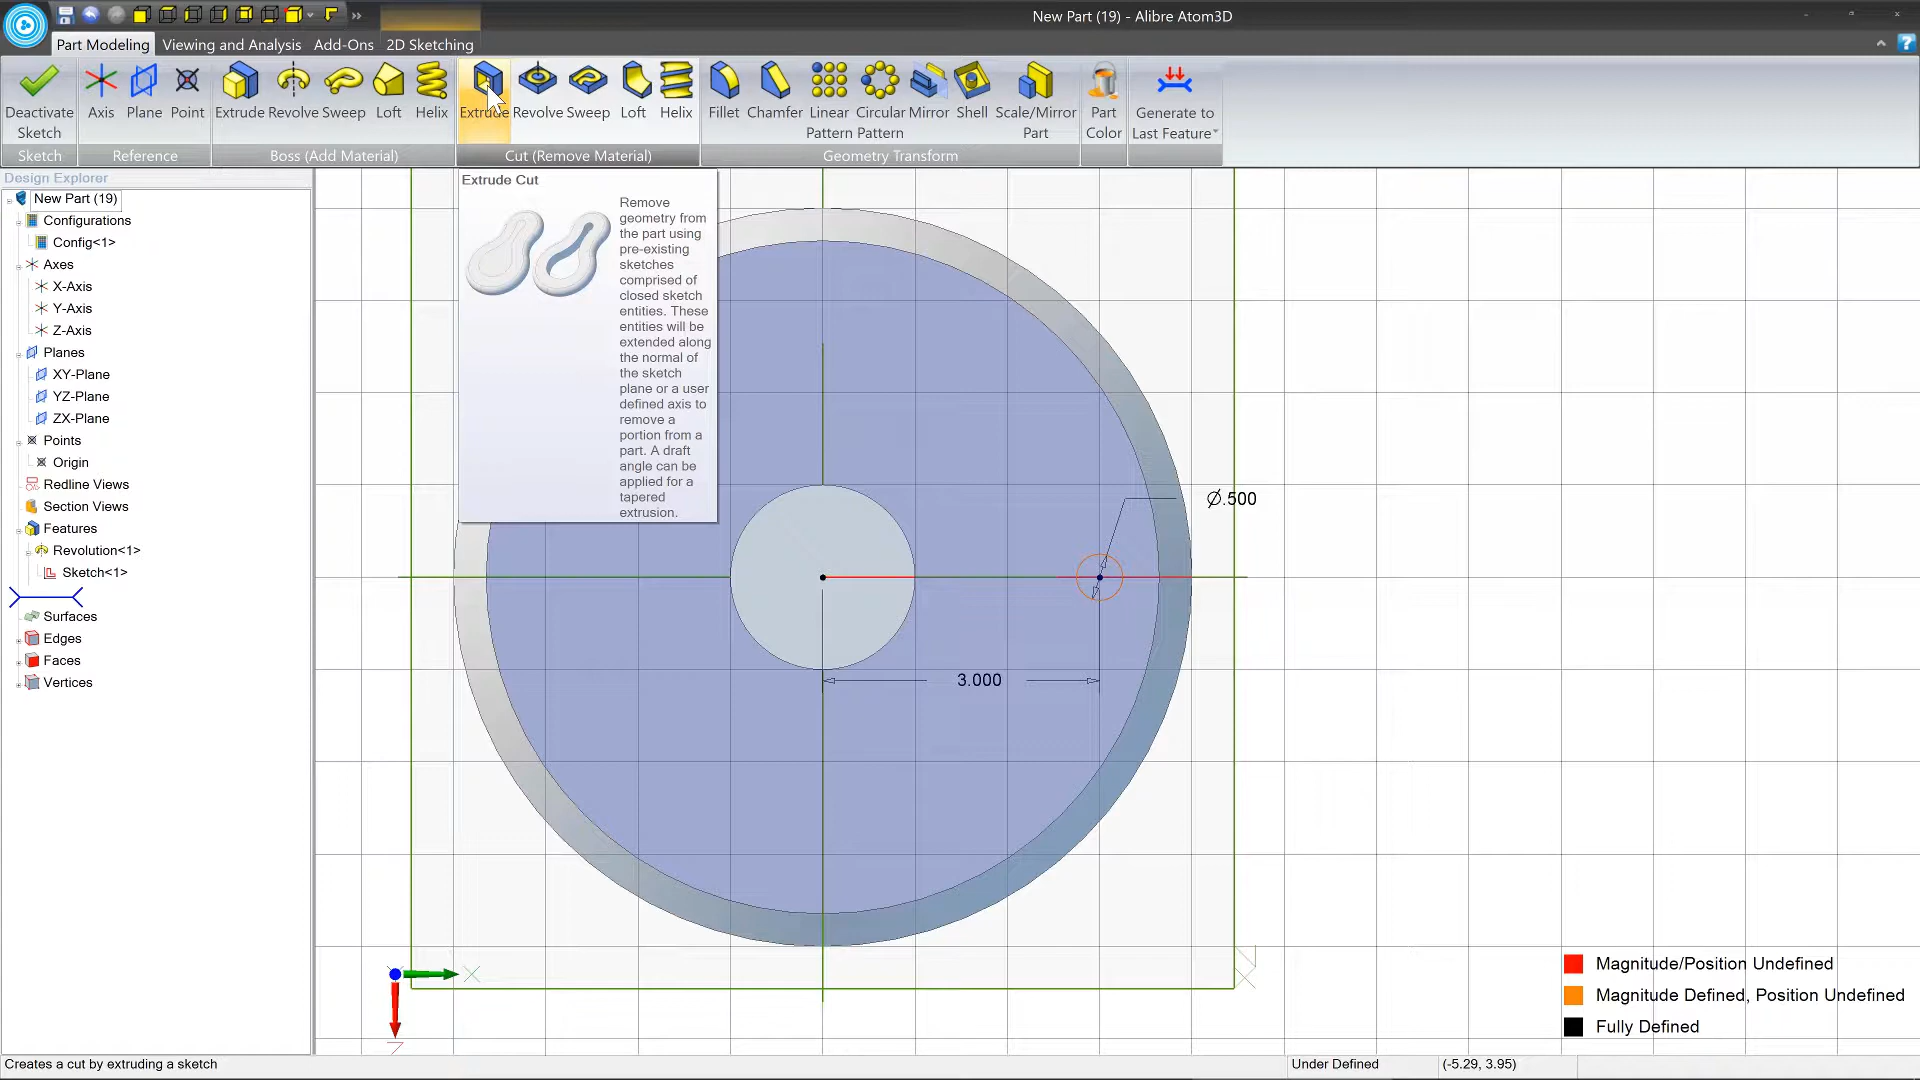 New Part (19) - Alibre Atom3D
Part Modeling Viewing and Analysis Add-Ons 2D Sketching
Deactivate Sketch
Axis Plane Point
Extrude Revolve Sweep Loft Helix
Extrude Revolve Sweep Loft Helix
Fillet Chamfer Linear Pattern Circular Pattern Mirror Shell Scale/Mirror Part
Part Color
Generate to Last Feature
Sketch Reference Boss (Add Material) Cut (Remove Material) Geometry Transform
Design Explorer
New Part (19)
Configurations
Config<1>
Axes
X-Axis
Y-Axis
Z-Axis
Planes
XY-Plane
YZ-Plane
ZX-Plane
Points
Origin
Redline Views
Section Views
Features
Revolution<1>
Sketch<1>
Surfaces
Edges
Faces
Vertices
Extrude Cut
Remove
geometry from
the part using
pre-existing
sketches
comprised of
closed sketch
entities. These
entities will be
extended along
the normal of
the sketch
plane or a user
defined axis to
remove a
portion from a
part. A draft
angle can be
applied for a
tapered
extrusion.
Ø.500
3.000
X
Z
Magnitude/Position Undefined
Magnitude Defined, Position Undefined
Fully Defined
Creates a cut by extruding a sketch
Under Defined
(-5.29, 3.95)